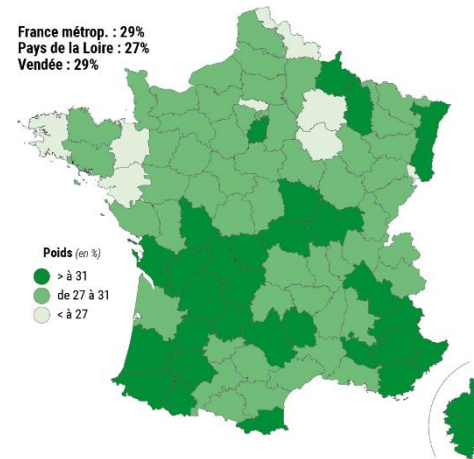 France métrop. : 29%
Pays de la Loire : 27%
Vendée : 29%
Poids (en %)
> à 31
de 27 à 31
< à 27